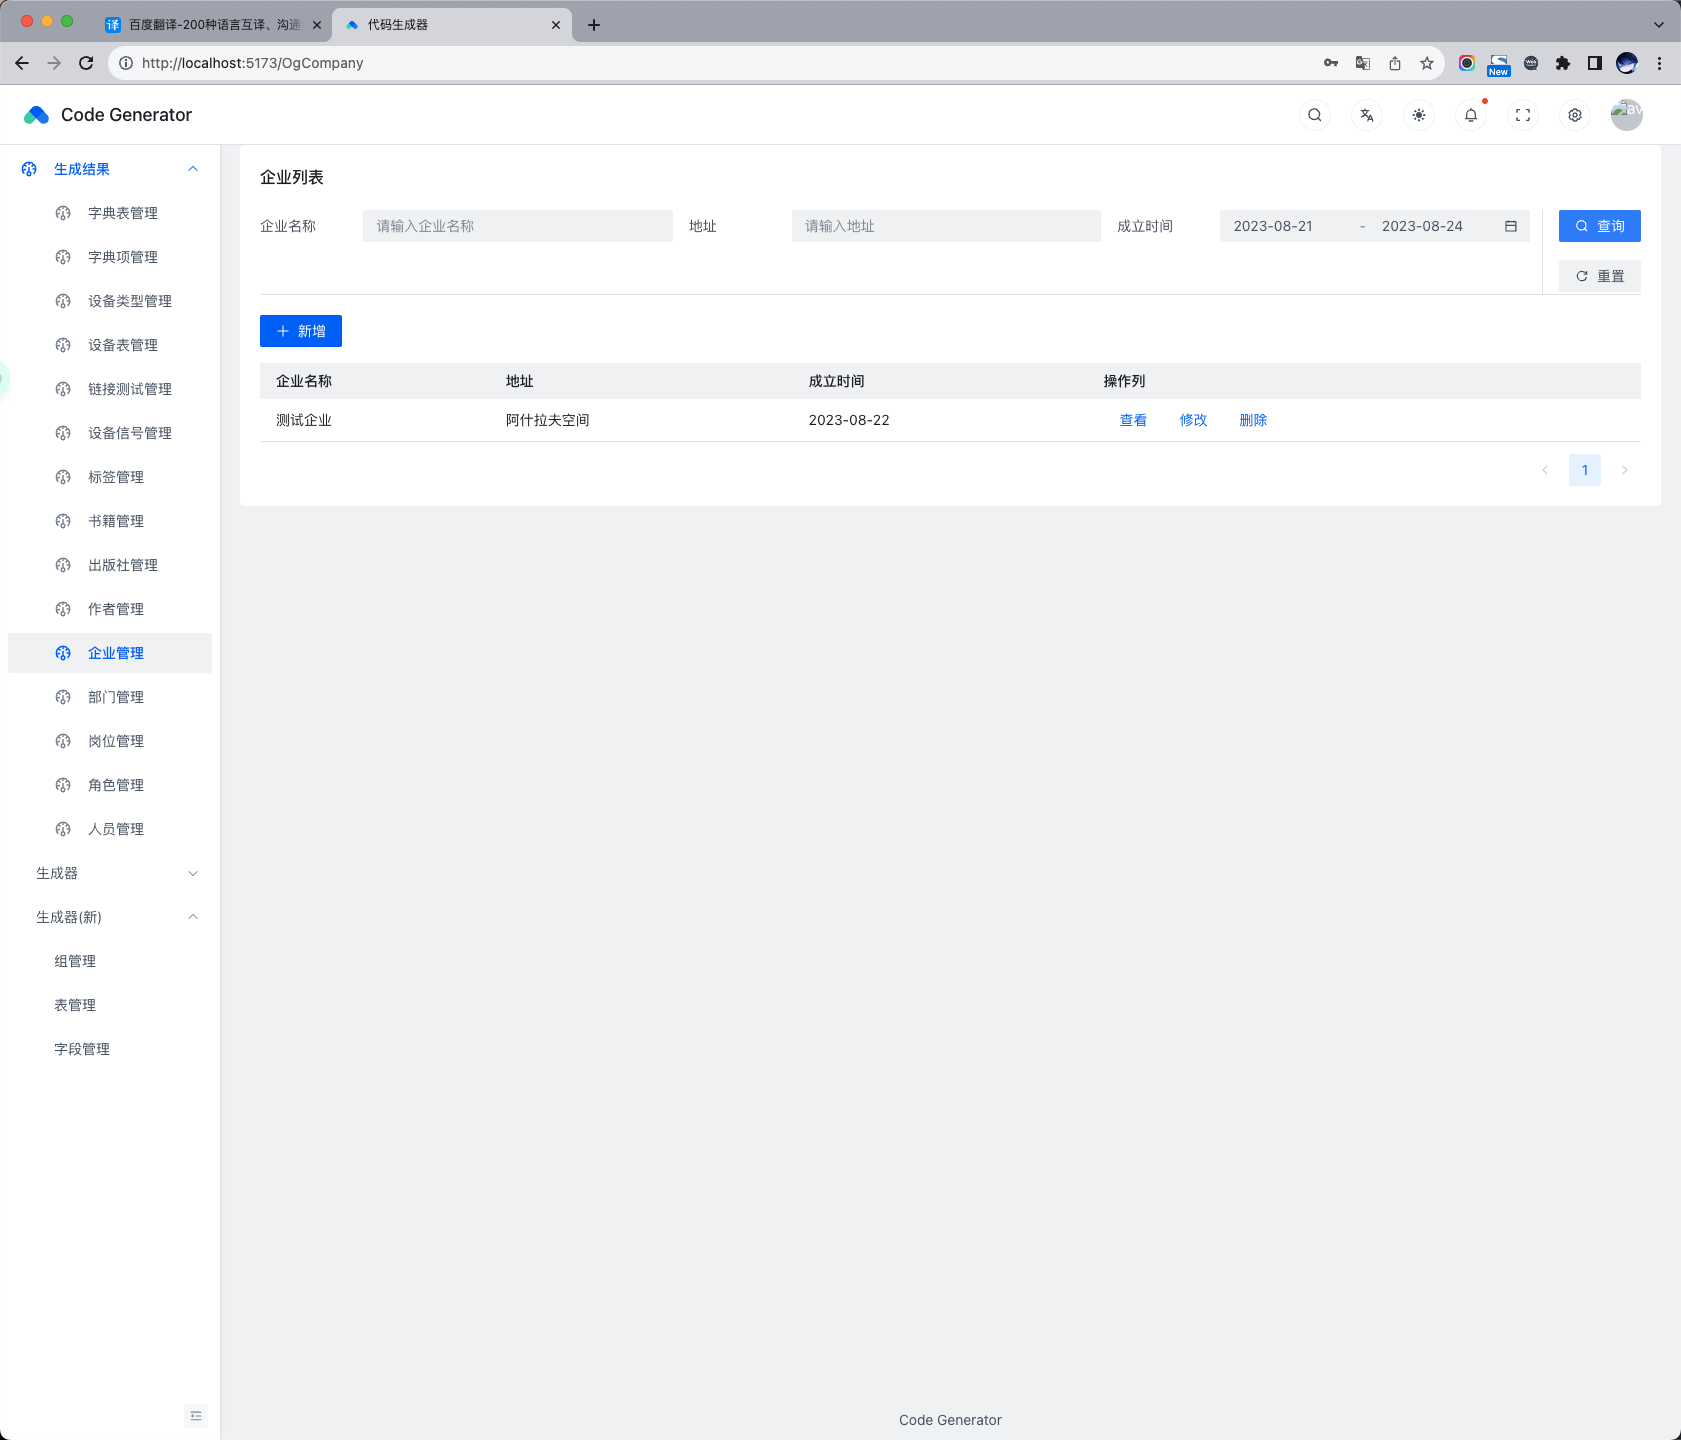 百度翻译-200种语言互译、沟通
代码生成器
http://localhost:5173/OgCompany
New
Code Generator
生成结果
字典表管理
字典项管理
设备类型管理
设备表管理
链接测试管理
设备信号管理
标签管理
书籍管理
出版社管理
作者管理
企业管理
部门管理
岗位管理
角色管理
人员管理
生成器
生成器(新)
组管理
表管理
字段管理
企业列表
企业名称 请输入企业名称 地址 请输入地址 成立时间 2023-08-21 - 2023-08-24 查询
重置
新增
企业名称 地址 成立时间 操作列
测试企业 阿什拉夫空间 2023-08-22 查看 修改 删除
1
Code Generator